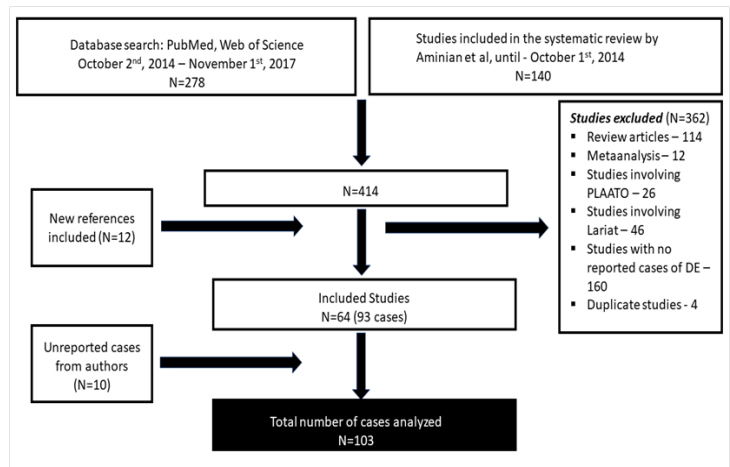 Database search: PubMed, Web of Science
October 2nd, 2014 – November 1st, 2017
N=278
Studies included in the systematic review by
Aminian et al, until - October 1st, 2014
N=140
Studies excluded (N=362)
▪ Review articles – 114
▪ Metaanalysis – 12
▪ Studies involving
PLAATO – 26
▪ Studies involving
Lariat – 46
▪ Studies with no
reported cases of DE –
160
▪ Duplicate studies - 4
N=414
New references
included (N=12)
Included Studies
N=64 (93 cases)
Unreported cases
from authors
(N=10)
Total number of cases analyzed
N=103